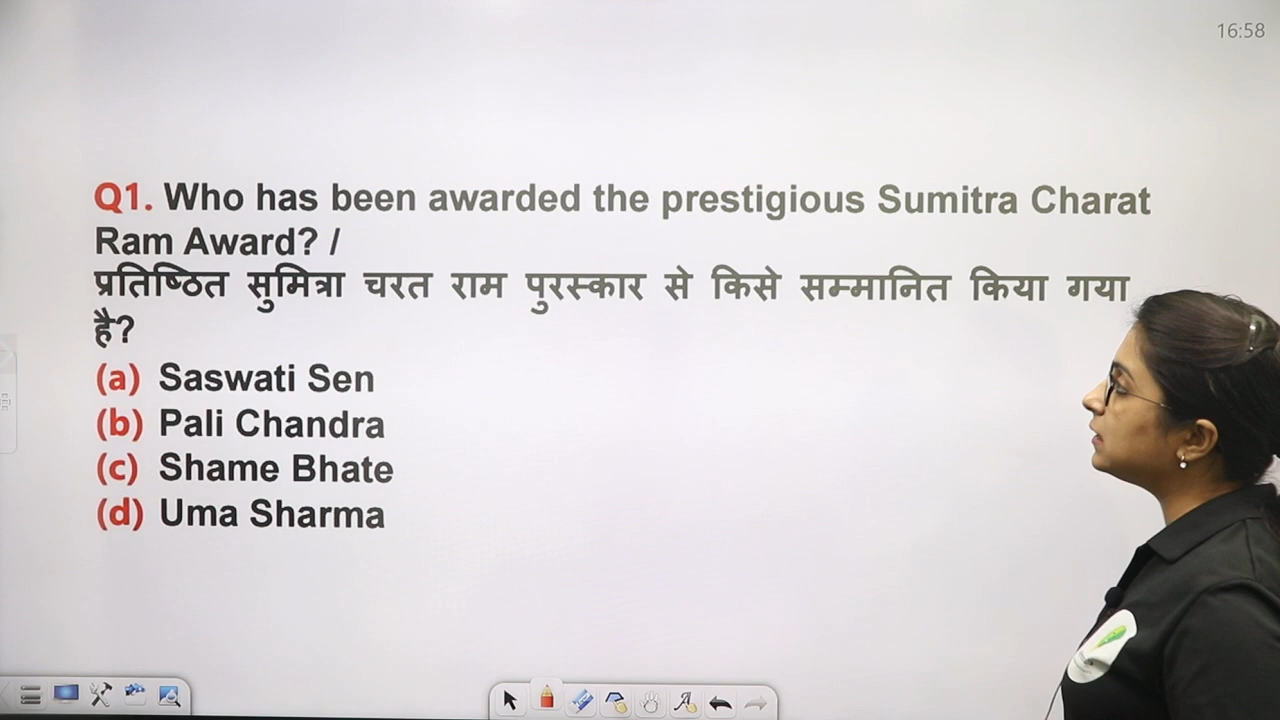 16:58
Q1. Who has been awarded the prestigious Sumitra Charat
Ram Award? /
प्रतिष्ठित सुमित्रा चरत राम पुरस्कार से किसे सम्मानित किया गया
है?
(a) Saswati Sen
(b) Pali Chandra
(c) Shame Bhate
(d) Uma Sharma